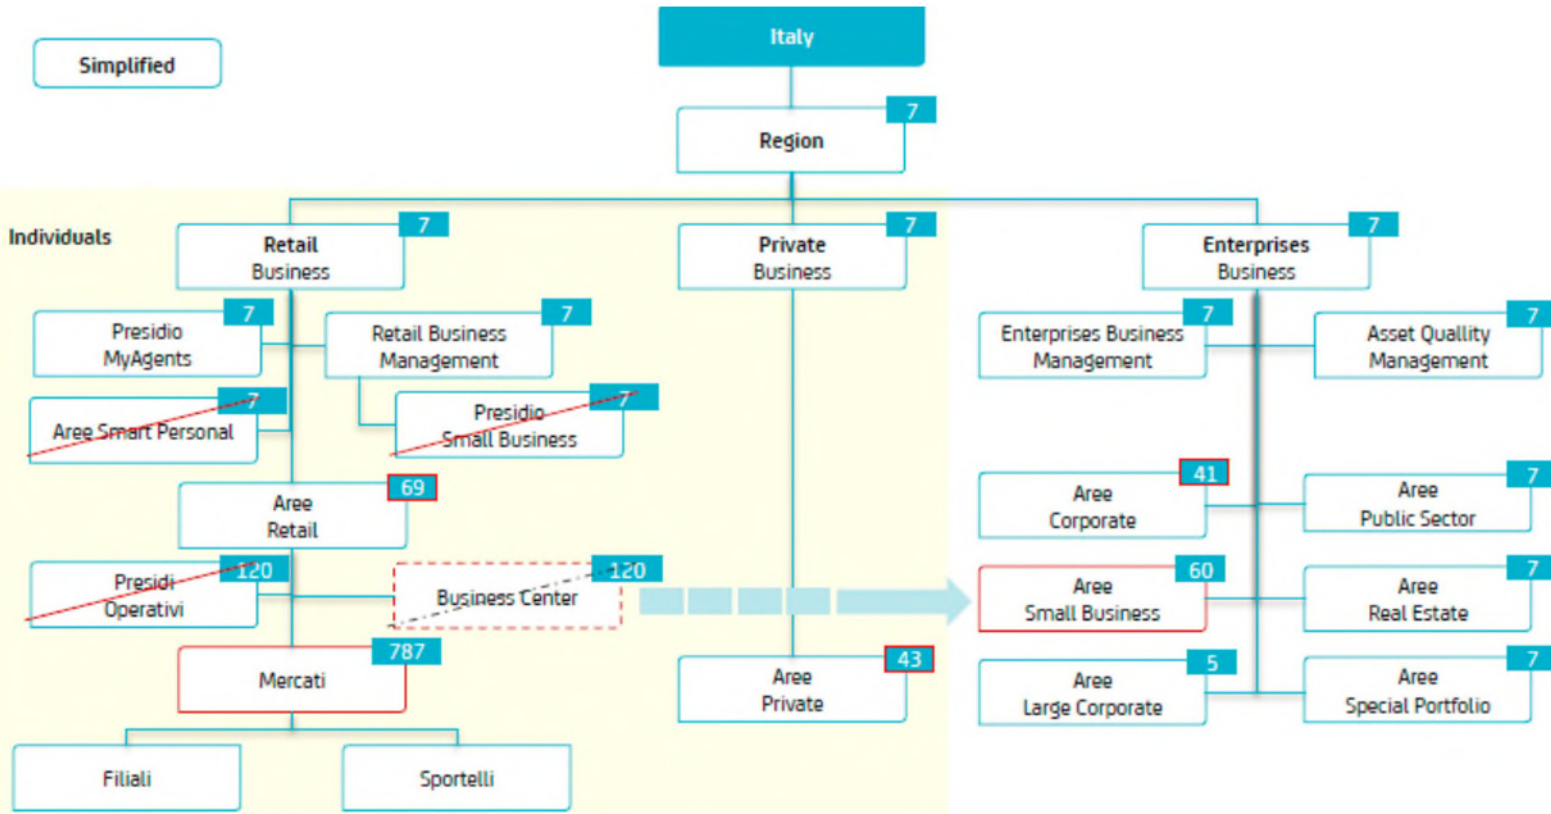 Italy
Simplified
7
Region
Individuals
7
Retail
Business
7
Private
Business
7
Enterprises
Business
7
Presidio
MyAgents
7
Retail Business
Management
7
Enterprises Business
Management
7
Asset Quallity
Management
7
Aree Smart Personal
7
Presidio
Small Business
69
Aree
Retail
41
Aree
Corporate
7
Aree
Public Sector
120
Presidi
Operativi
120
Business Center
60
Aree
Small Business
7
Aree
Real Estate
787
Mercati
43
Aree
Private
5
Aree
Large Corporate
7
Aree
Special Portfolio
Filiali
Sportelli